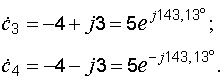 ċ₃ = −4 + j3 = 5e^{j143,13°};
ċ₄ = −4 − j3 = 5e^{−j143,13°}.